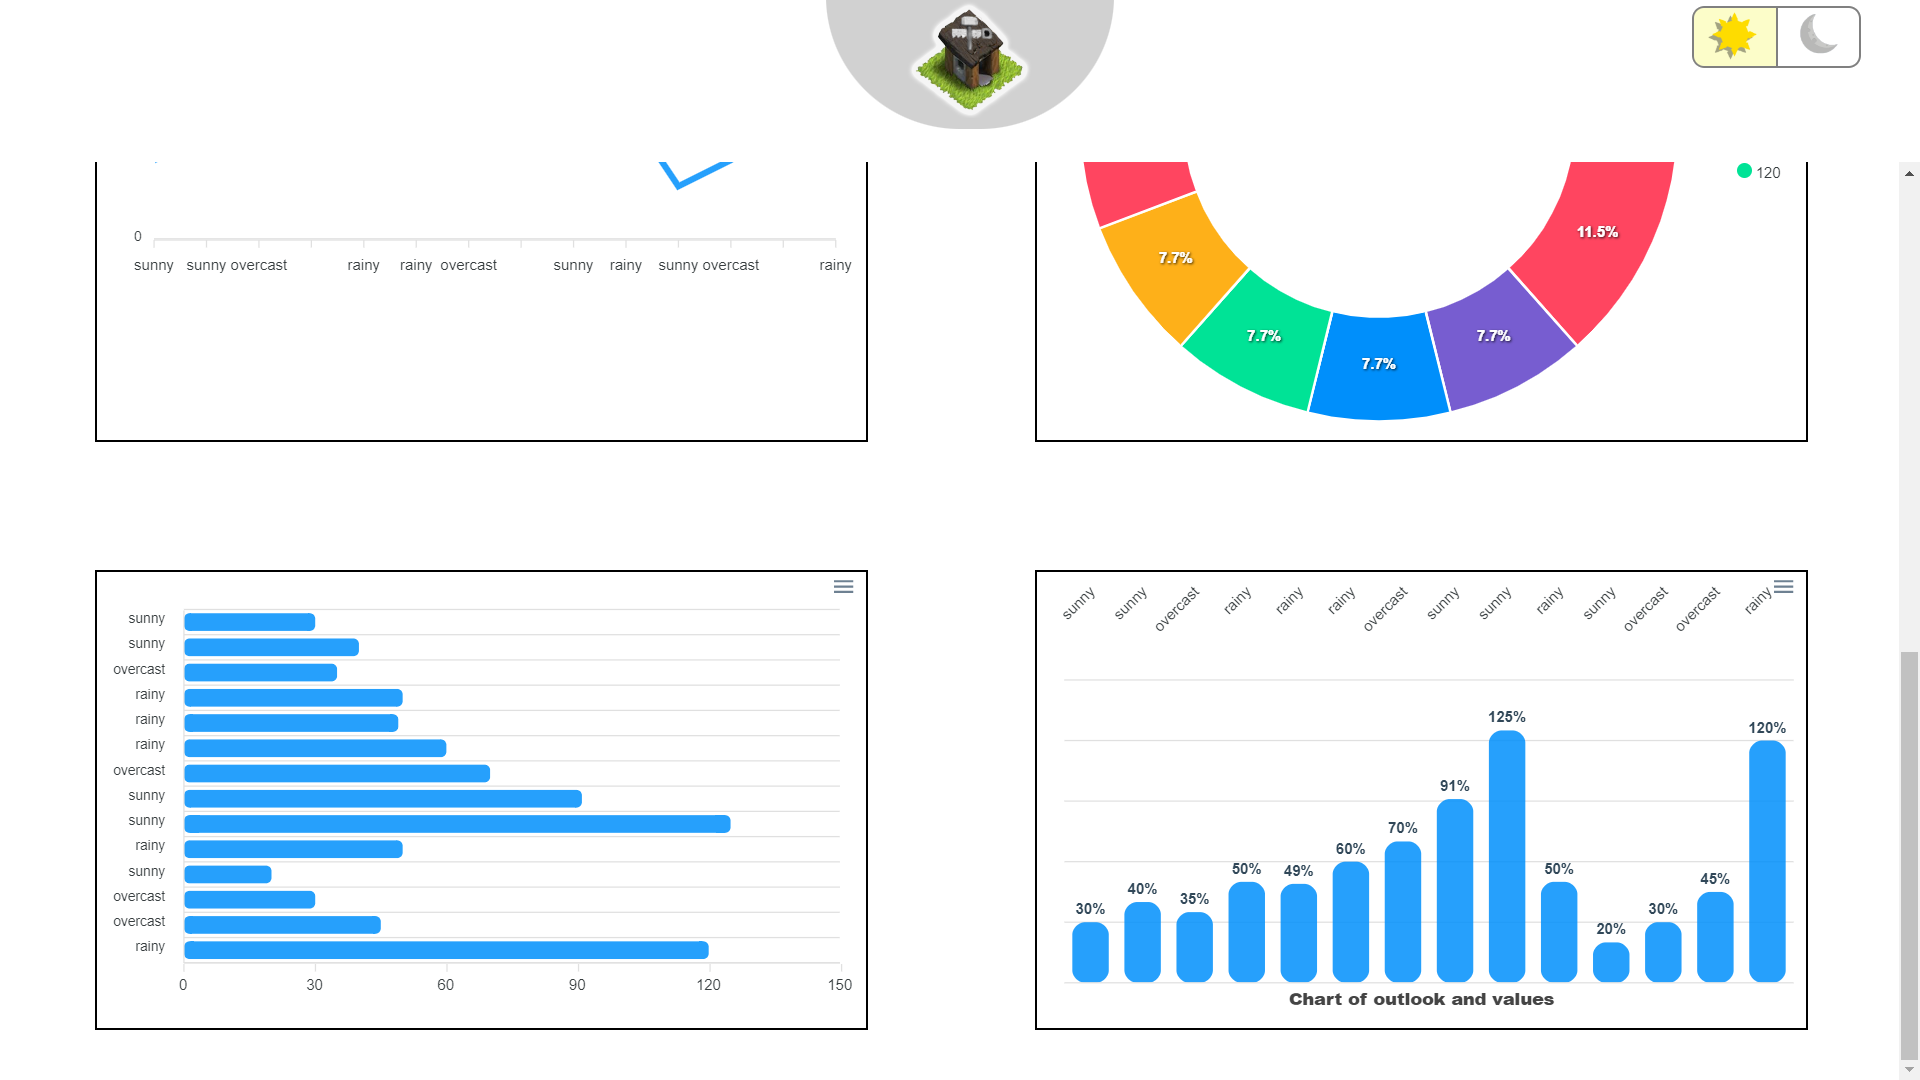 120
11.5%
0
7.7%
sunny sunny overcast rainy rainy overcast sunny rainy sunny overcast rainy
7.7% 7.7%
7.7%
sunny
sunny
overcast
rainy
rainy
rainy
overcast
sunny
sunny
rainy
sunny
overcast
overcast
rainy
0 30 60 90 120 150
sunny sunny overcast rainy rainy rainy overcast sunny sunny rainy sunny overcast overcast rainy
30% 40% 35% 50% 49% 60% 70% 91% 125% 50% 20% 30% 45% 120%
Chart of outlook and values